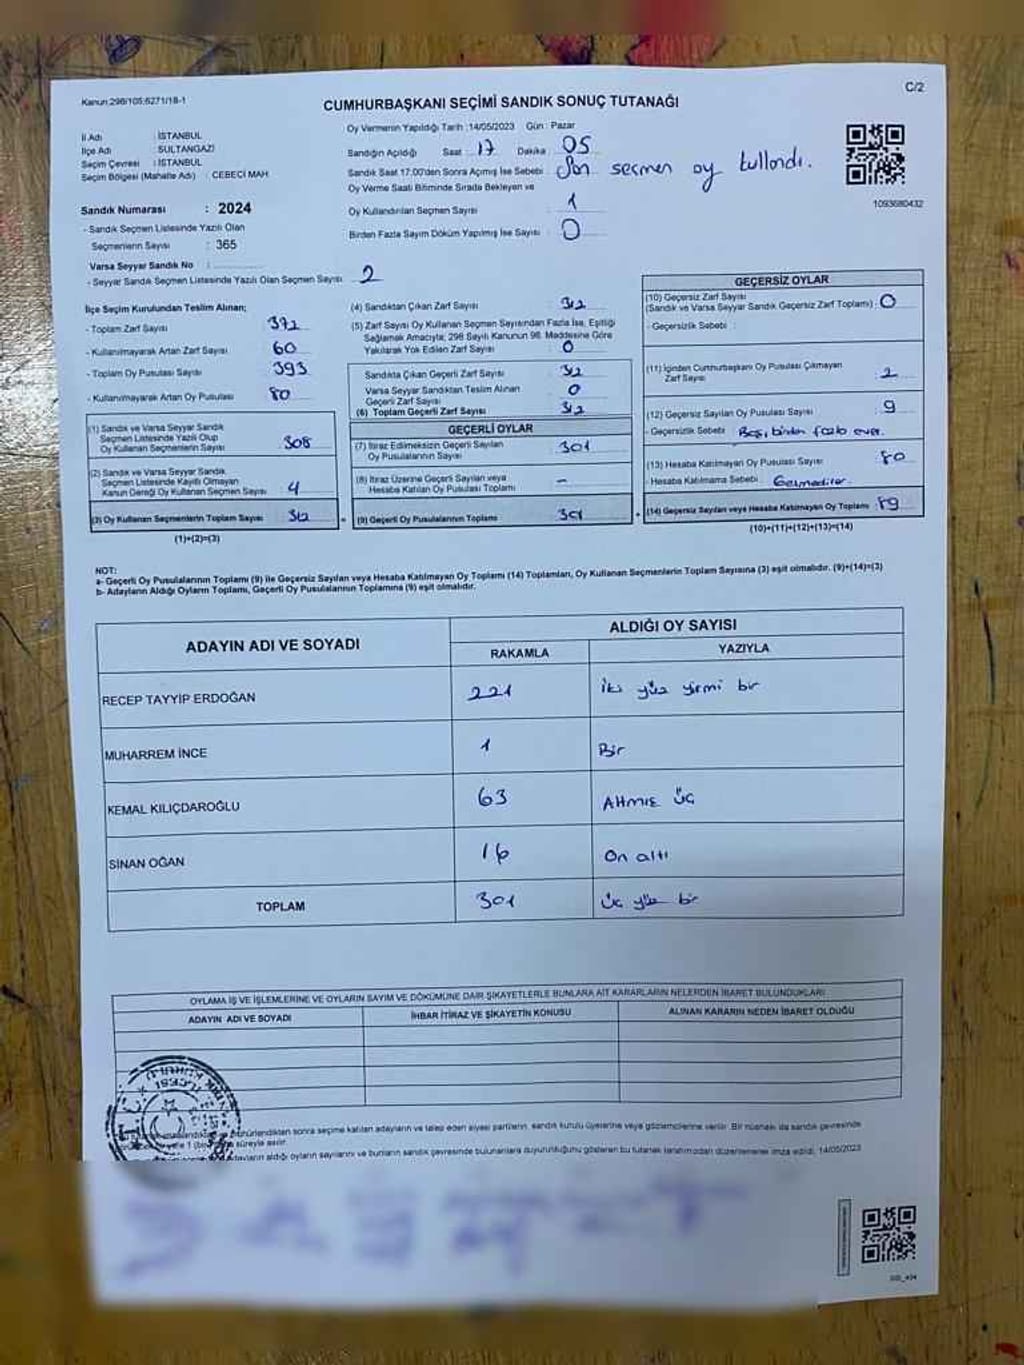 Kanun:298/105;6271/18-1
C/2
CUMHURBAŞKANI SEÇİMİ SANDIK SONUÇ TUTANAĞI
İl Adı : İSTANBUL
İlçe Adı : SULTANGAZİ
Seçim Çevresi : İSTANBUL
Seçim Bölgesi (Mahalle Adı) : CEBECİ MAH
Sandık Numarası : 2024
- Sandık Seçmen Listesinde Yazılı Olan
Seçmenlerin Sayısı : 365
Varsa Seyyar Sandık No :
- Seyyar Sandık Seçmen Listesinde Yazılı Olan Seçmen Sayısı 2
Oy Vermenin Yapıldığı Tarih :14/05/2023 Gün : Pazar
Sandığın Açıldığı Saat : 17 Dakika : 05
Sandık Saat 17.00'den Sonra Açılmış İse Sebebi : Son seçmen oy kullandı.
Oy Verme Saati Bitiminde Sırada Bekleyen ve
Oy Kullandırılan Seçmen Sayısı : 1
Birden Fazla Sayım Döküm Yapılmış İse Sayısı : 0
1093680432
İlçe Seçim Kurulundan Teslim Alınan;
- Toplam Zarf Sayısı 372
- Kullanılmayarak Artan Zarf Sayısı 60
- Toplam Oy Pusulası Sayısı 393
- Kullanılmayarak Artan Oy Pusulası 80
(1) Sandık ve Varsa Seyyar Sandık
Seçmen Listesinde Yazılı Olup
Oy Kullanan Seçmenlerin Sayısı 308
(2) Sandık ve Varsa Seyyar Sandık
Seçmen Listesinde Kayıtlı Olmayan
Kanun Gereği Oy Kullanan Seçmen Sayısı 4
(3) Oy Kullanan Seçmenlerin Toplam Sayısı 312
(1)+(2)=(3)
(4) Sandıktan Çıkan Zarf Sayısı 312
(5) Zarf Sayısı Oy Kullanan Seçmen Sayısından Fazla İse, Eşitliği
Sağlamak Amacıyla; 298 Sayılı Kanunun 98. Maddesine Göre
Yakılarak Yok Edilen Zarf Sayısı 0
Sandıkta Çıkan Geçerli Zarf Sayısı 312
Varsa Seyyar Sandıktan Teslim Alınan
Geçerli Zarf Sayısı 0
(6) Toplam Geçerli Zarf Sayısı 312
GEÇERLİ OYLAR
(7) İtiraz Edilmeksizin Geçerli Sayılan
Oy Pusulalarının Sayısı 301
(8) İtiraz Üzerine Geçerli Sayılan veya
Hesaba Katılan Oy Pusulası Toplamı -
= (9) Geçerli Oy Pusulalarının Toplamı 301
GEÇERSİZ OYLAR
(10) Geçersiz Zarf Sayısı
(Sandık ve Varsa Seyyar Sandık Geçersiz Zarf Toplamı) : 0
- Geçersizlik Sebebi :
(11) İçinden Cumhurbaşkanı Oy Pusulası Çıkmayan
Zarf Sayısı 2
(12) Geçersiz Sayılan Oy Pusulası Sayısı 9
- Geçersizlik Sebebi : Boş, birden fazla evet.
(13) Hesaba Katılmayan Oy Pusulası Sayısı 80
- Hesaba Katılmama Sebebi : Gelmediler.
+ (14) Geçersiz Sayılan veya Hesaba Katılmayan Oy Toplamı 89
(10)+(11)+(12)+(13)=(14)
NOT:
a- Geçerli Oy Pusulalarının Toplamı (9) ile Geçersiz Sayılan veya Hesaba Katılmayan Oy Toplamı (14) Toplamları, Oy Kullanan Seçmenlerin Toplam Sayısına (3) eşit olmalıdır. (9)+(14)=(3)
b- Adayların Aldığı Oyların Toplamı, Geçerli Oy Pusulalarının Toplamına (9) eşit olmalıdır.
ADAYIN ADI VE SOYADI
ALDIĞI OY SAYISI
RAKAMLA YAZIYLA
RECEP TAYYİP ERDOĞAN 221 İki yüz yirmi bir
MUHARREM İNCE 1 Bir
KEMAL KILIÇDAROĞLU 63 Altmış üç
SİNAN OĞAN 16 On altı
TOPLAM 301 Üç yüz bir
OYLAMA İŞ VE İŞLEMLERİNE VE OYLARIN SAYIM VE DÖKÜMÜNE DAİR ŞİKAYETLERLE BUNLARA AİT KARARLARIN NELERDEN İBARET BULUNDUKLARI
ADAYIN ADI VE SOYADI İHBAR İTİRAZ VE ŞİKAYETİN KONUSU ALINAN KARARIN NEDEN İBARET OLDUĞU
sonra seçime katılan adayların ve talep eden siyasi partilerin, sandık kurulu üyelerine veya gözlemcilerine verilir. Bir nüshası da sandık çevresinde
süreyle asılır.
aldığı oyların sayılarını ve bunların sandık çevresinde bulunanlara duyurulduğunu gösteren bu tutanak tarafımızdan düzenlenerek imza edildi. 14/05/2023